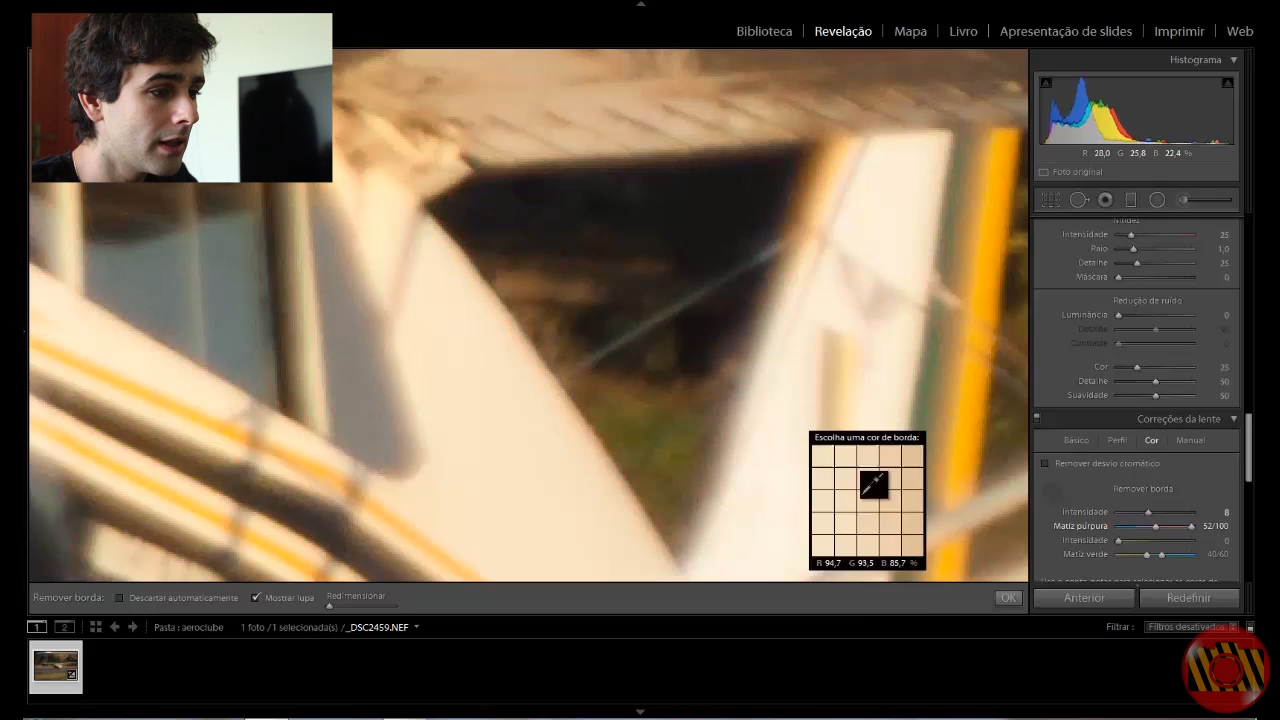 Biblioteca | Revelação | Mapa | Livro | Apresentação de slides | Imprimir | Web
Histograma
R 28,0 G 25,8 B 22,4 %
Foto original
Nitidez
Intensidade 25
Raio 1,0
Detalhe 25
Máscara 0
Redução de ruído
Luminância 0
Detalhe 50
Contraste 0
Cor 25
Detalhe 50
Suavidade 50
Correções da lente
Básico | Perfil | Cor | Manual
Remover desvio cromático
Remover borda
Intensidade 8
Matiz púrpura 52/100
Intensidade 0
Matiz verde 40/60
Escolha uma cor de borda:
R 94,7 G 93,5 B 85,7 %
Remover borda: Descartar automaticamente Mostrar lupa Redimensionar OK
Anterior Redefinir
1 2 Pasta : aeroclube 1 foto /1 selecionada(s) /_DSC2459.NEF Filtrar : Filtros desativados